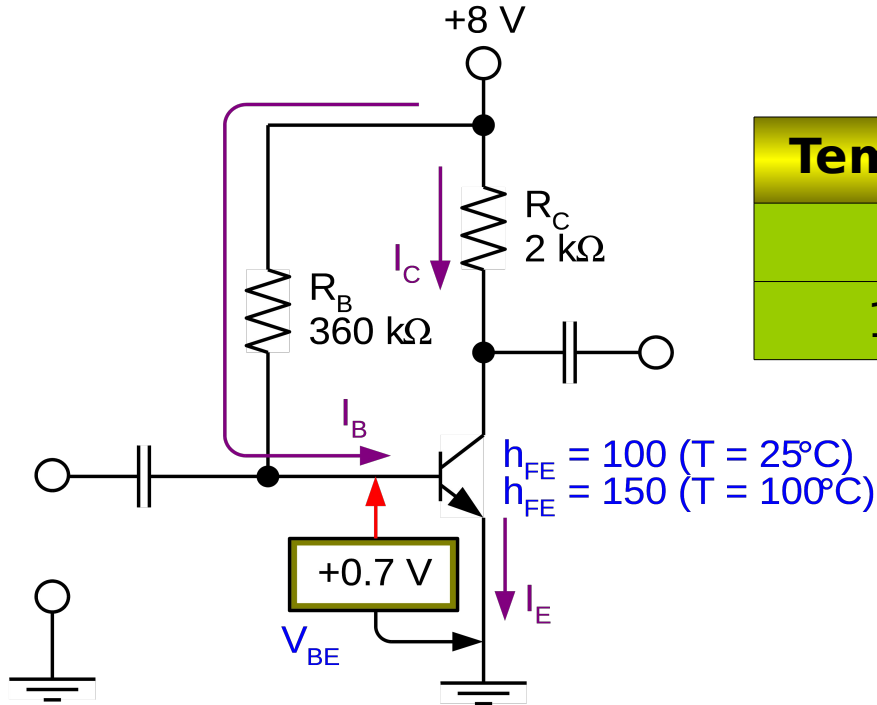 +8 V
Tem
R_C
2 kΩ
I_C
R_B
360 kΩ
I_B
h_FE = 100 (T = 25°C)
h_FE = 150 (T = 100°C)
+0.7 V
I_E
V_BE